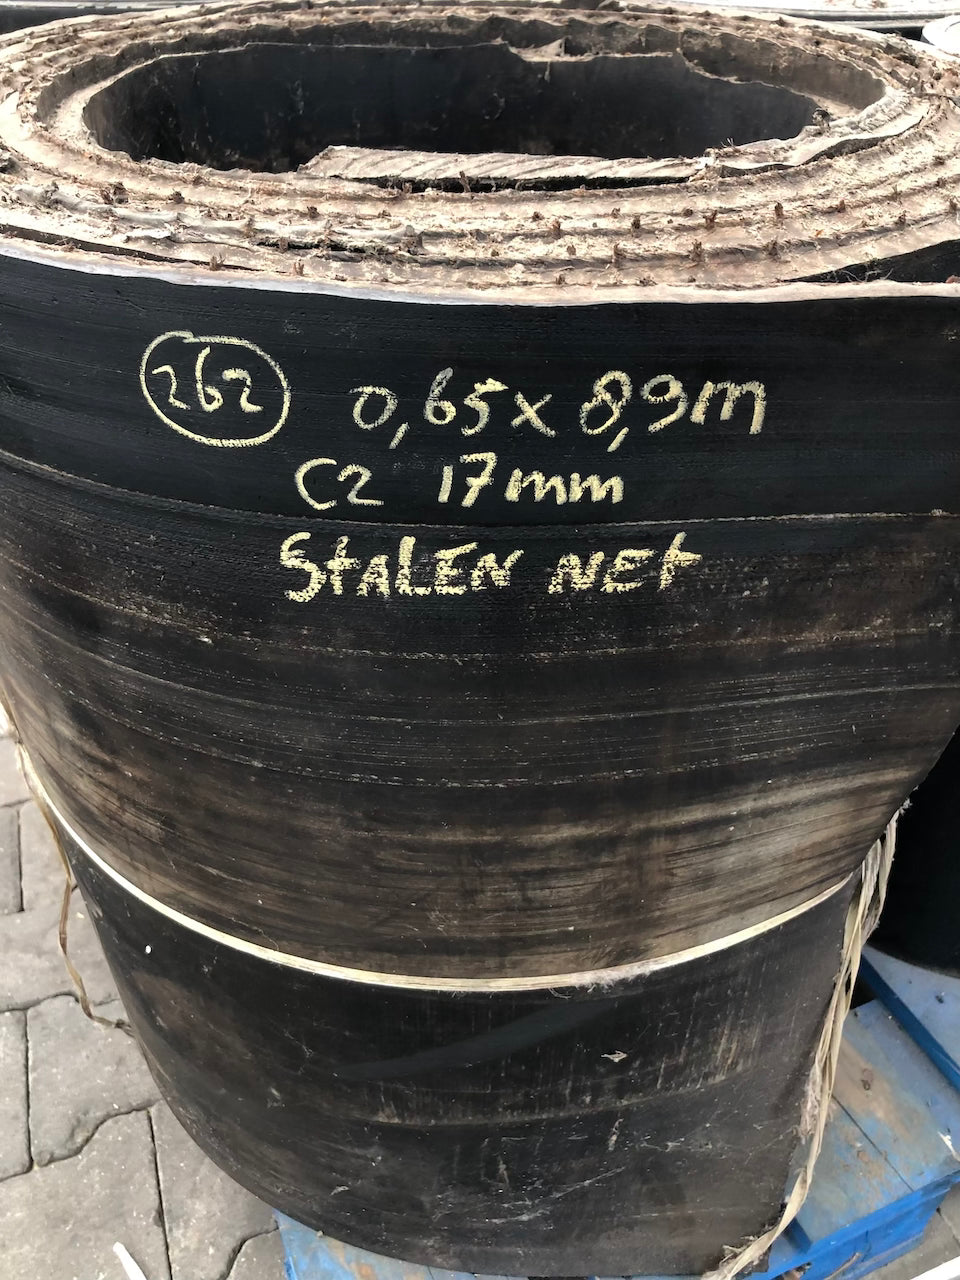 262 0,65 x 8,9m
C2 17mm
StALEN NEt